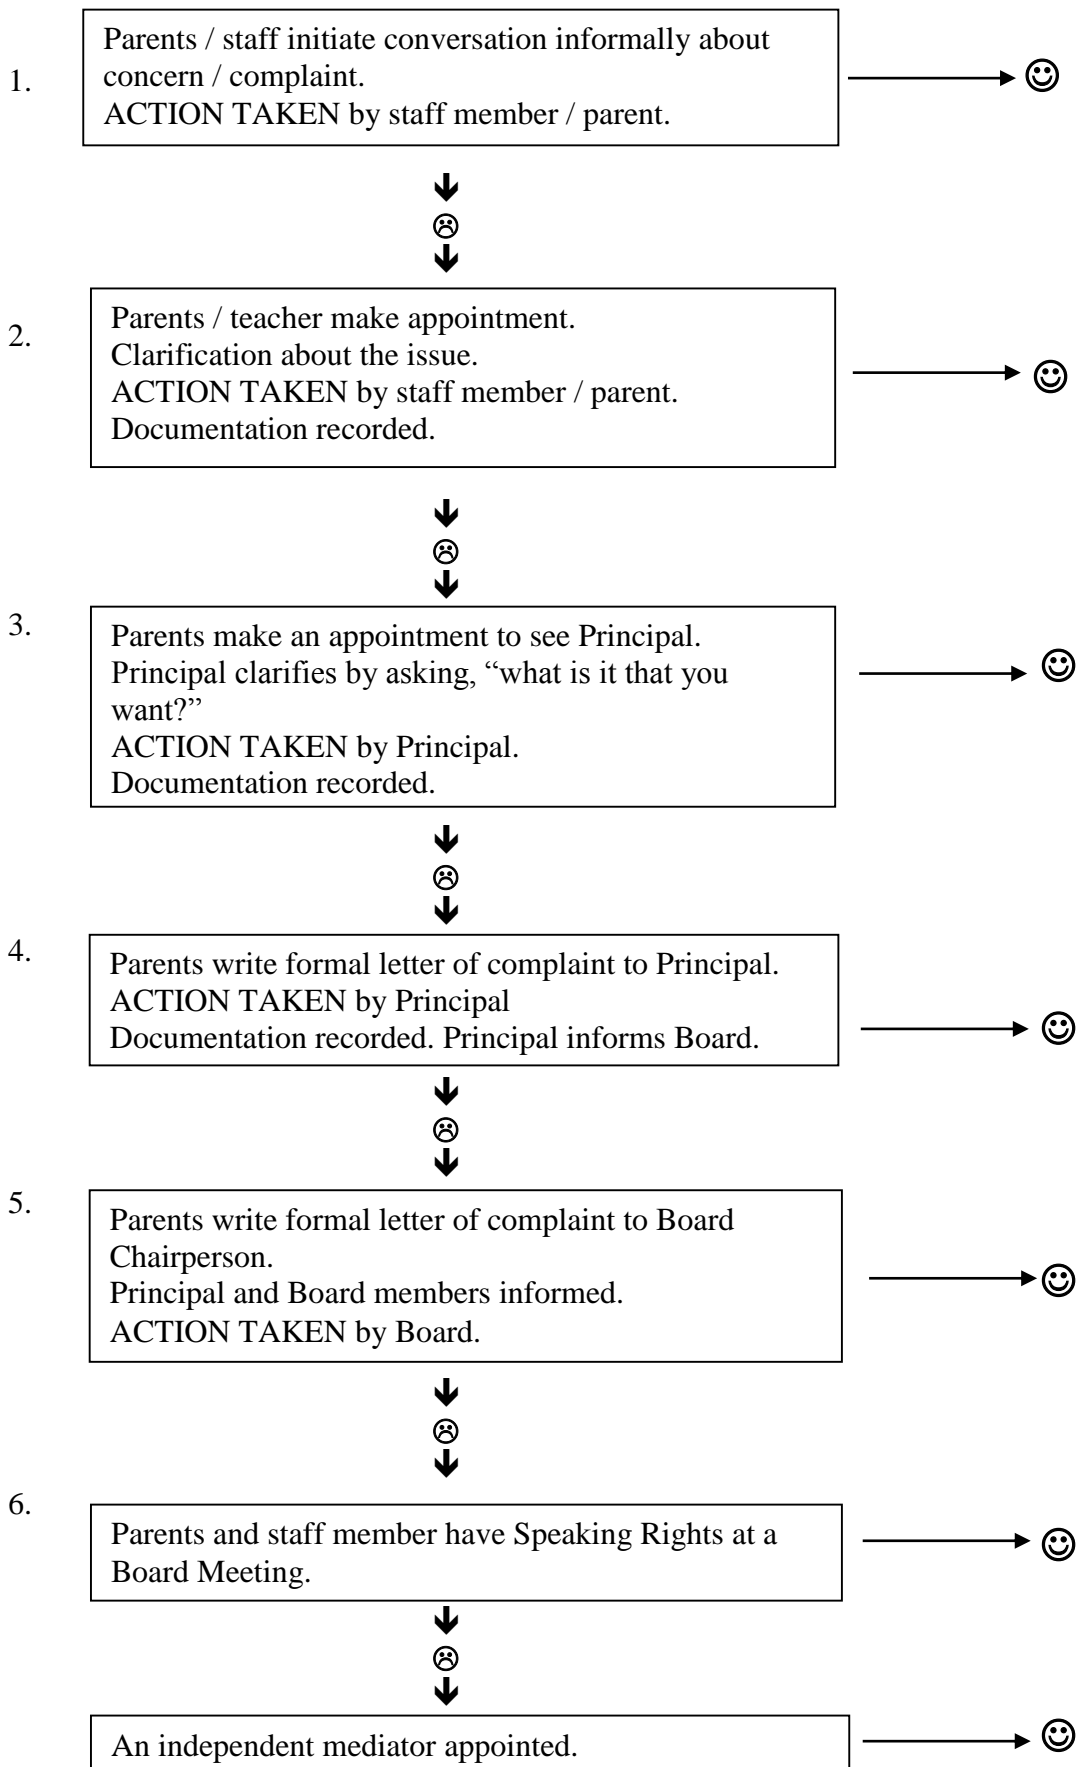 1.
Parents / staff initiate conversation informally about
concern / complaint.
ACTION TAKEN by staff member / parent.
2.
Parents / teacher make appointment.
Clarification about the issue.
ACTION TAKEN by staff member / parent.
Documentation recorded.
3.
Parents make an appointment to see Principal.
Principal clarifies by asking, “what is it that you
want?”
ACTION TAKEN by Principal.
Documentation recorded.
4.
Parents write formal letter of complaint to Principal.
ACTION TAKEN by Principal
Documentation recorded. Principal informs Board.
5.
Parents write formal letter of complaint to Board
Chairperson.
Principal and Board members informed.
ACTION TAKEN by Board.
6.
Parents and staff member have Speaking Rights at a
Board Meeting.
An independent mediator appointed.